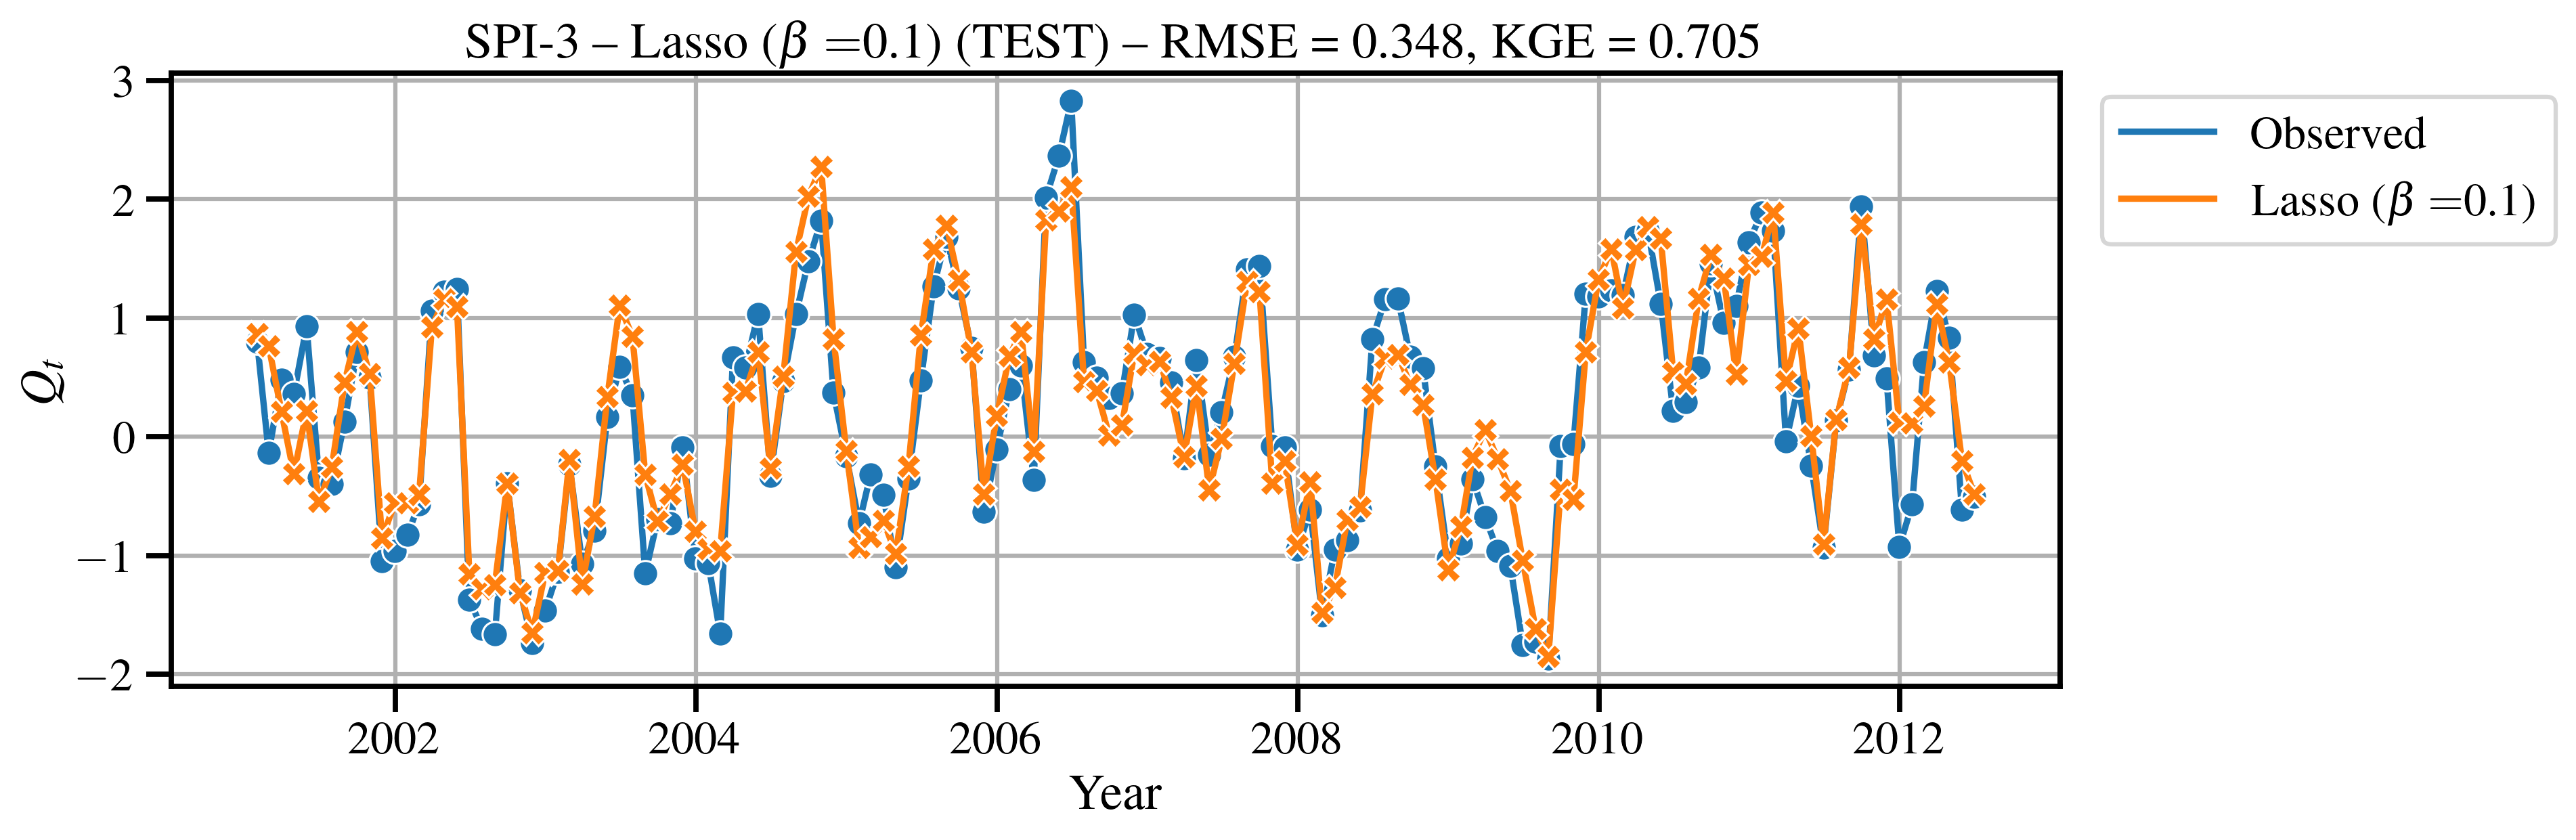 SPI-3 – Lasso (β =0.1) (TEST) – RMSE = 0.348, KGE = 0.705
3
2
1
0
−1
−2
Q_t
2002 2004 2006 2008 2010 2012
Year
Observed
Lasso (β =0.1)